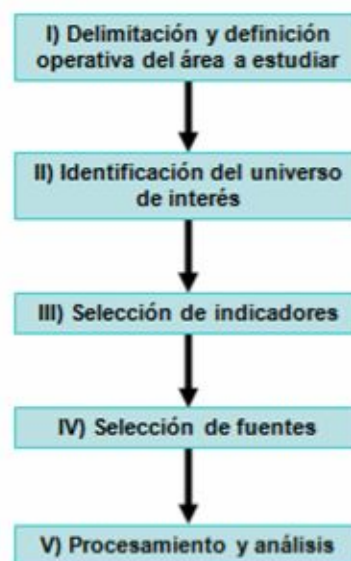 I) Delimitación y definición
operativa del área a estudiar
II) Identificación del universo
de interés
III) Selección de indicadores
IV) Selección de fuentes
V) Procesamiento y análisis